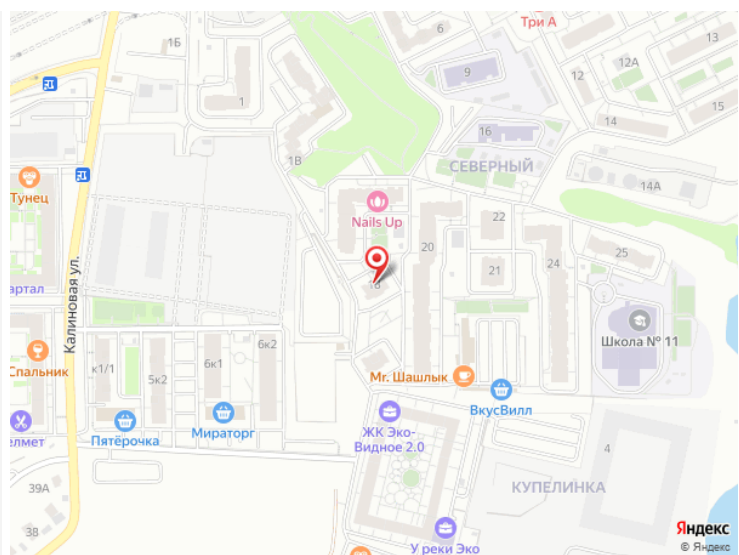 Три А
13
1Б
12А
12
9
15
1
14
16
1В
СЕВЕРНЫЙ
14А
Тунец
Nails Up
22
20
25
24
21
18
артал
Калиновая ул.
Школа № 11
6к2
6к1
к1/1
5к2
Спальник
Mr. Шашлык
ВкусВилл
елмет
Пятёрочка
Мираторг
ЖК Эко-
Видное 2.0
4
39А
КУПЕЛИНКА
38
У реки Эко
Яндекс
© Яндекс